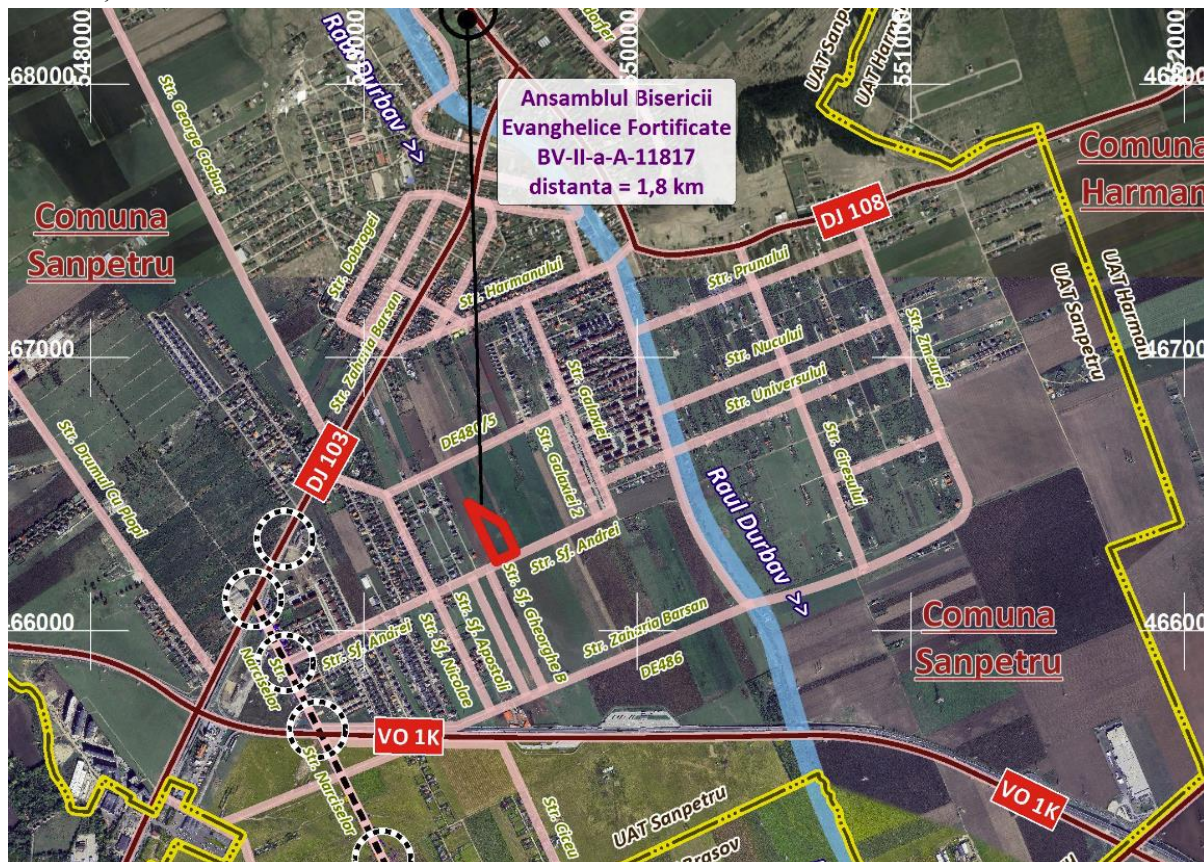 548000
550000
551000
552000
468000
467000
467000
466000
466000
Raul Durbav >>
Ansamblul Bisericii
Evanghelice Fortificate
BV-II-a-A-11817
distanta = 1,8 km
UAT Sanpetru
UAT Harman
Comuna
Harman
Comuna
Sanpetru
Str. George Cosbuc
DJ 108
Str. Dobrogei
Str. Harmanului
Str. Prunului
UAT Harman
UAT Sanpetru
Str. Zaharia Barsan
Str. Nucului
Str. Zmeurei
Str. Universului
Str. Galaxiei
DE486/5
Str. Galaxiei 2
Str. Ciresului
DJ 103
Str. Drumul cu Plopi
Raul Durbav >>
Str. Sf. Andrei
Str. Sf. Gheorghe B
Str. Sf. Apostoli
Str. Sf. Nicolae
Str. Sf. Andrei
Str. Zaharia Barsan
DE486
Comuna
Sanpetru
Str. Narciselor
VO 1K
Str. Narciselor
VO 1K
Str. Ciceu
UAT Sanpetru
Brasov